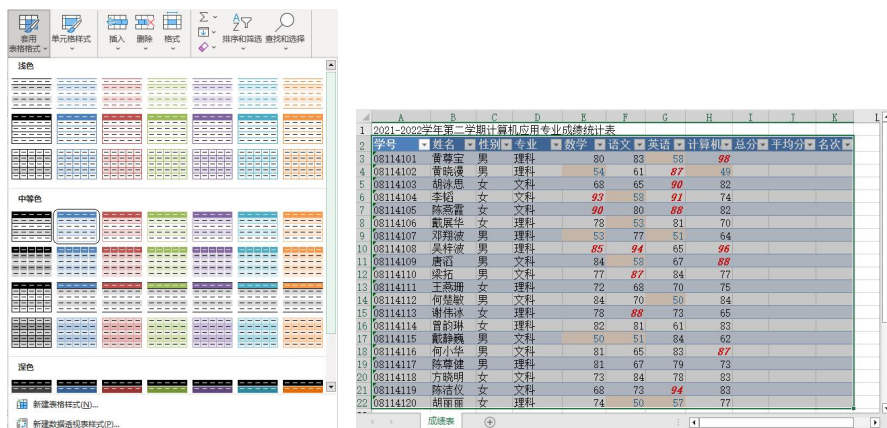 套用
表格格式
单元格样式
插入
删除
格式
排序和筛选
查找和选择
浅色
中等色
深色
新建表格样式(N)...
新建数据透视表样式(P)...
A B C D E F G H I J K L
1 2021-2022学年第二学期计算机应用专业成绩统计表
2 学号 姓名 性别 专业 数学 语文 英语 计算机 总分 平均分 名次
3 08114101 黄尊宝 男 理科 80 83 58 98
4 08114102 黄晓漫 男 理科 54 61 87 49
5 08114103 胡泳思 女 文科 68 65 90 82
6 08114104 李韬 女 文科 93 58 91 74
7 08114105 陈燕霞 女 文科 90 80 88 82
8 08114106 戴展华 女 理科 78 53 81 70
9 08114107 邓翔波 男 理科 53 77 51 64
10 08114108 吴梓波 男 理科 85 94 65 96
11 08114109 唐滔 男 文科 84 58 67 88
12 08114110 梁拓 男 文科 77 87 84 77
13 08114111 王燕珊 女 文科 72 68 70 75
14 08114112 何楚敏 男 文科 84 70 50 84
15 08114113 谢伟冰 女 理科 78 88 73 65
16 08114114 曾韵琳 女 文科 82 81 61 83
17 08114115 戴静巍 男 文科 50 51 84 62
18 08114116 何小华 男 理科 81 65 83 87
19 08114117 陈尊健 男 理科 81 67 79 73
20 08114118 方晓明 女 文科 73 84 78 83
21 08114119 陈洁仪 女 文科 68 73 94 83
22 08114120 胡丽丽 女 理科 74 50 57 77
成绩表